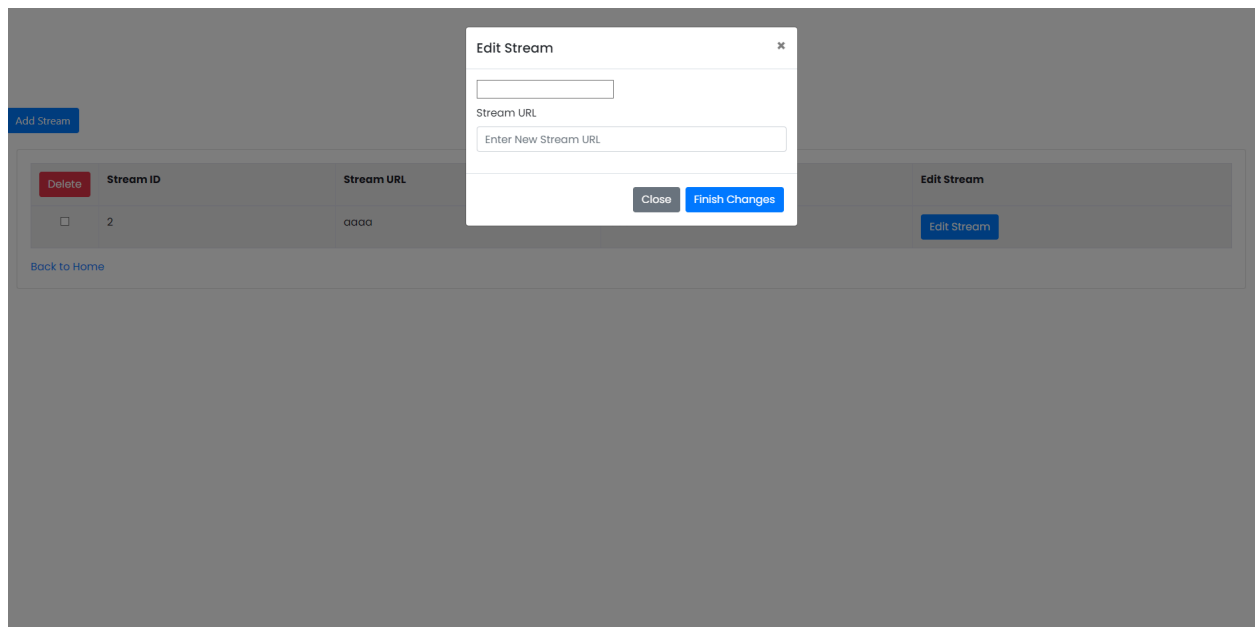 Edit Stream ×
Stream URL
Enter New Stream URL
Close Finish Changes
Add Stream
Delete Stream ID Stream URL Edit Stream
2 aaaa Edit Stream
Back to Home